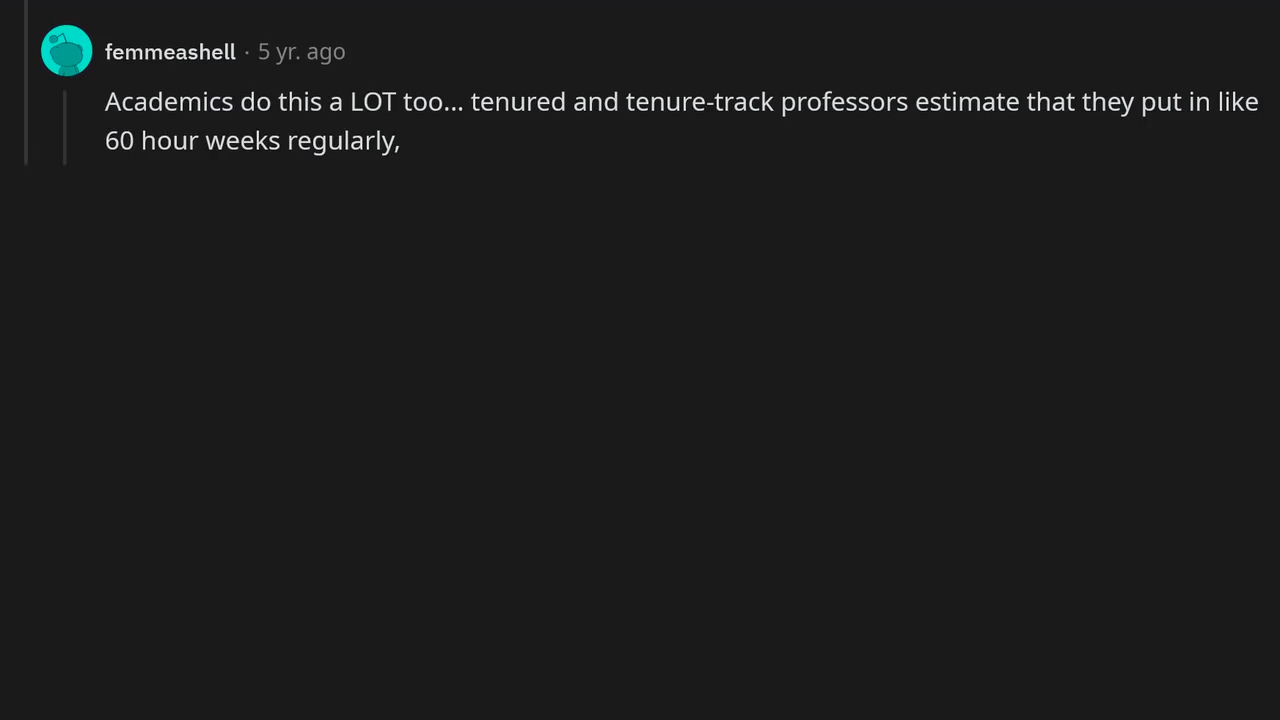 femmeashell · 5 yr. ago
Academics do this a LOT too... tenured and tenure-track professors estimate that they put in like
60 hour weeks regularly,